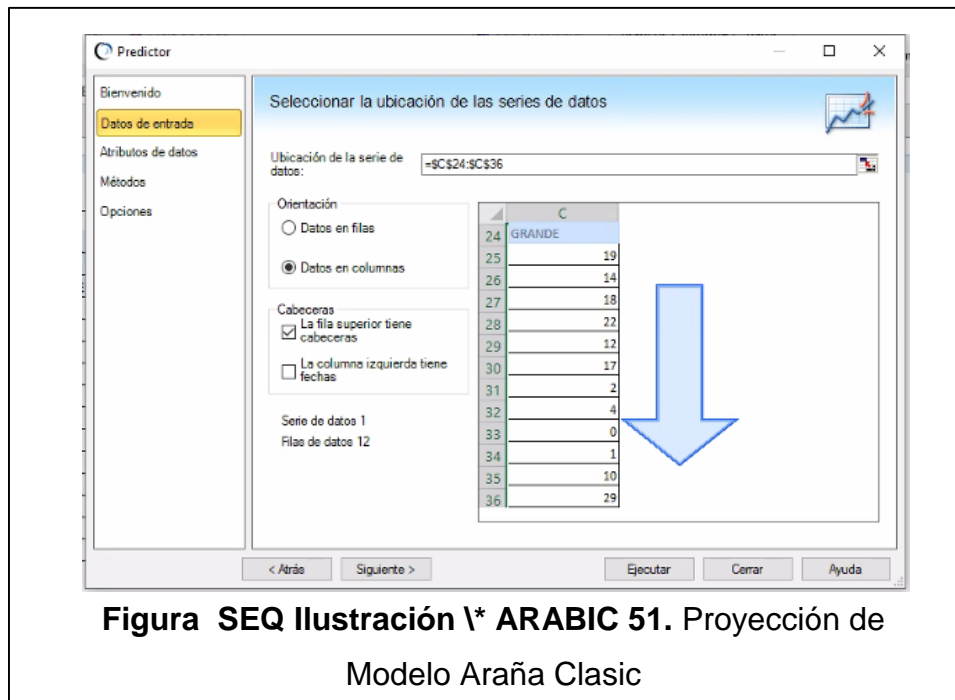 Predictor
Bienvenido
Datos de entrada
Atributos de datos
Métodos
Opciones
Seleccionar la ubicación de las series de datos
Ubicación de la serie de
datos:
=$C$24:$C$36
Orientación
Datos en filas
Datos en columnas
Cabeceras
La fila superior tiene
cabeceras
La columna izquierda tiene
fechas
Serie de datos 1
Filas de datos 12
C
24 GRANDE
25 19
26 14
27 18
28 22
29 12
30 17
31 2
32 4
33 0
34 1
35 10
36 29
< Atrás
Siguiente >
Ejecutar
Cerrar
Ayuda
Figura SEQ Ilustración \* ARABIC 51. Proyección de
Modelo Araña Clasic